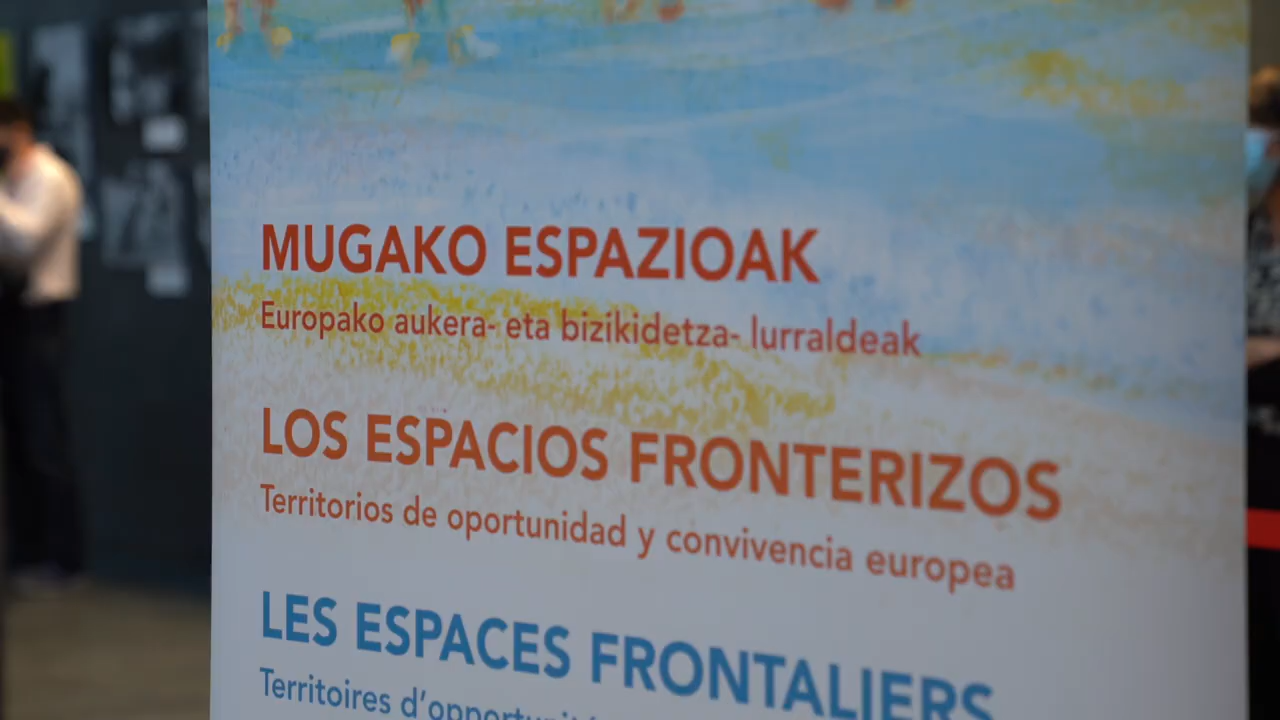 MUGAKO ESPAZIOAK
Europako aukera- eta bizikidetza- lurraldeak
LOS ESPACIOS FRONTERIZOS
Territorios de oportunidad y convivencia europea
LES ESPACES FRONTALIERS
Territoires d'opportunité